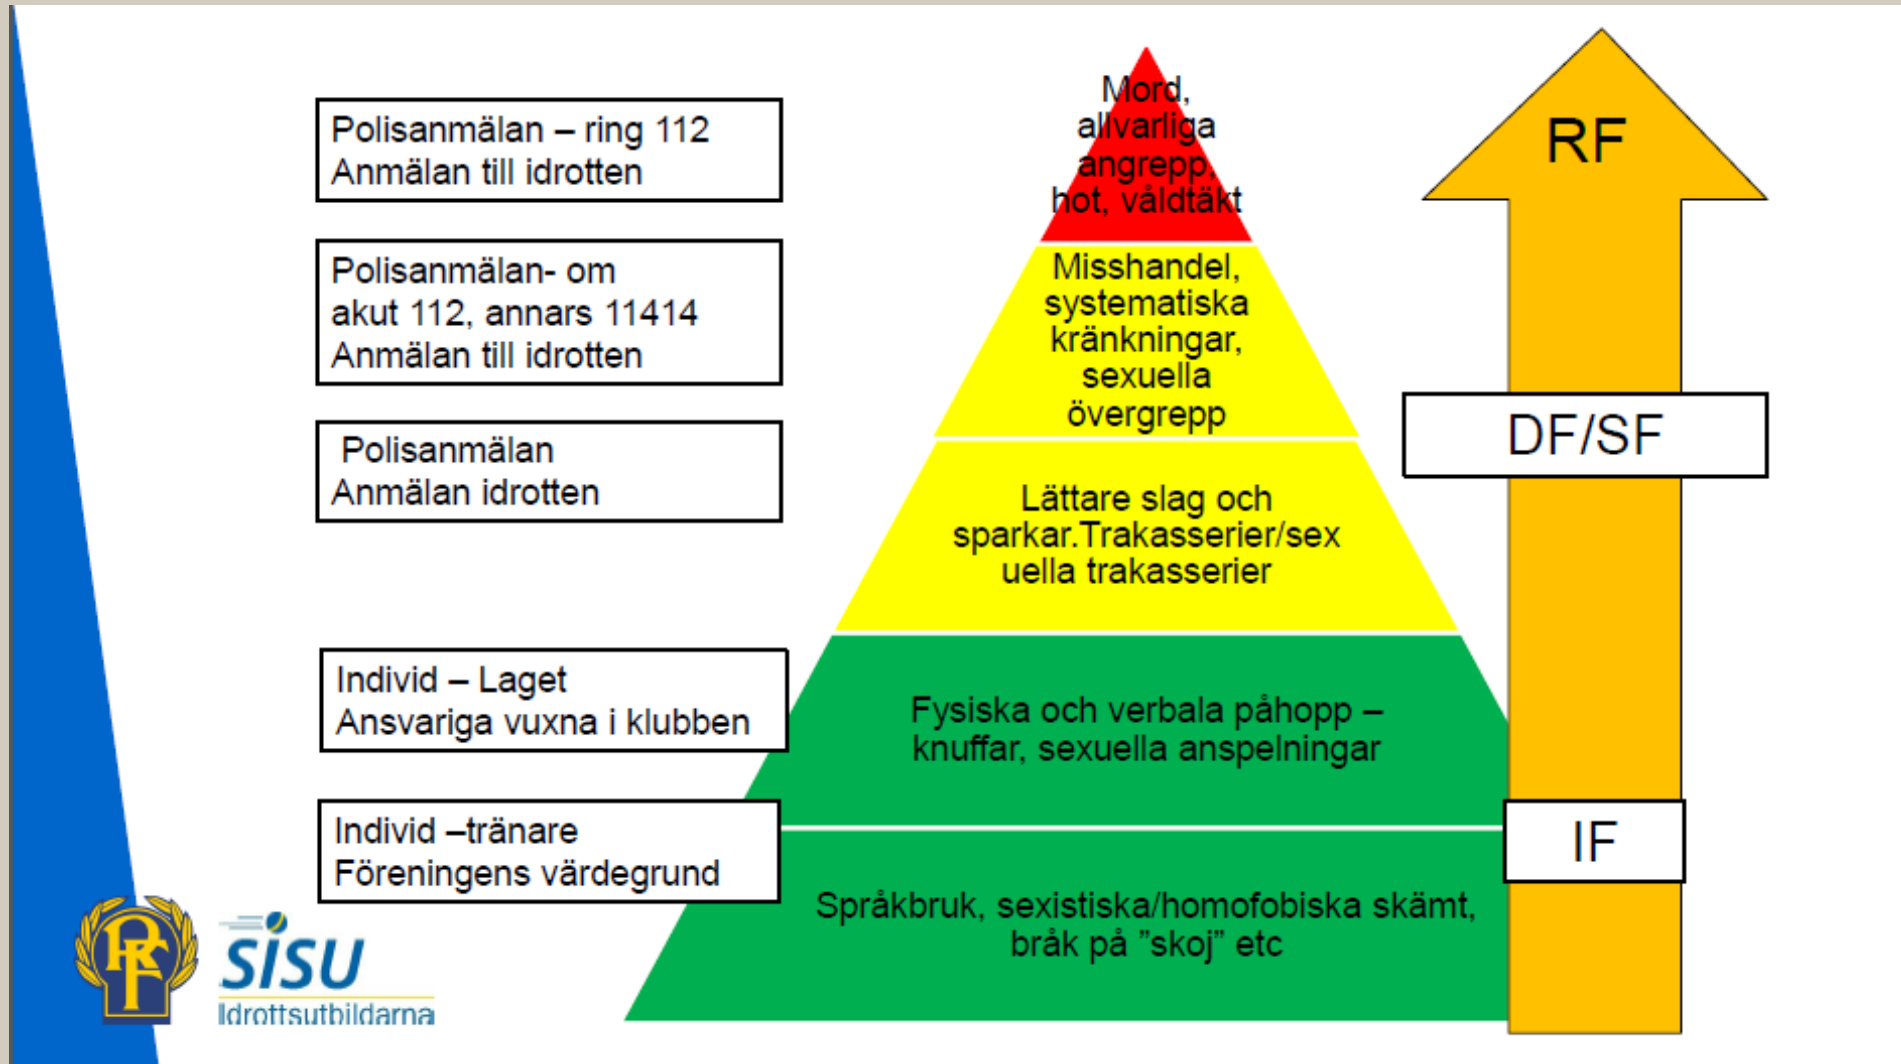 Polisanmälan – ring 112
Anmälan till idrotten
Polisanmälan- om
akut 112, annars 11414
Anmälan till idrotten
Polisanmälan
Anmälan idrotten
Individ – Laget
Ansvariga vuxna i klubben
Individ –tränare
Föreningens värdegrund
Mord,
allvarliga
angrepp,
hot, våldtäkt
Misshandel,
systematiska
kränkningar,
sexuella
övergrepp
Lättare slag och
sparkar.Trakasserier/sex
uella trakasserier
Fysiska och verbala påhopp –
knuffar, sexuella anspelningar
Språkbruk, sexistiska/homofobiska skämt,
bråk på ”skoj” etc
RF
DF/SF
IF
RF
SISU
Idrottsutbildarna